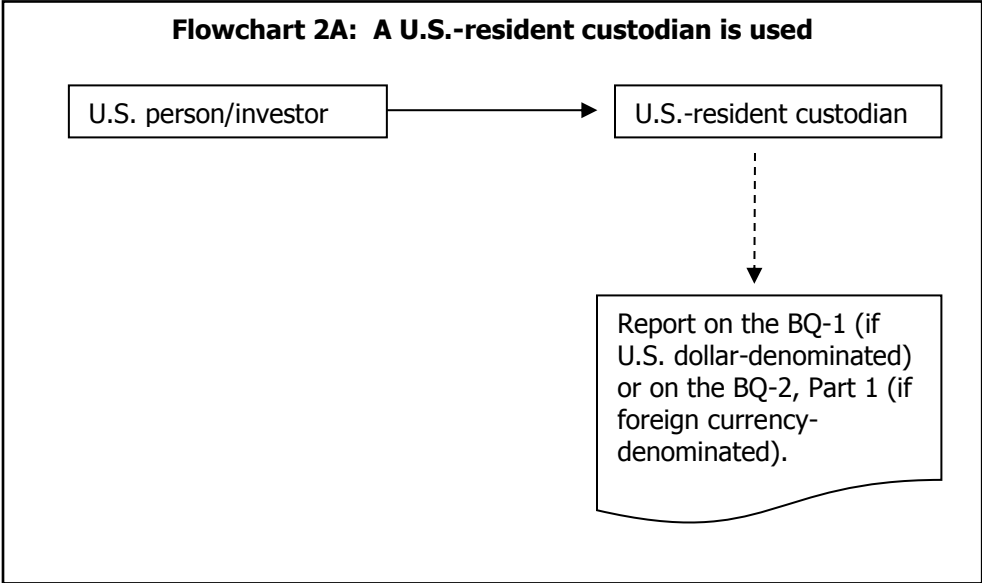 Flowchart 2A:  A U.S.-resident custodian is used
U.S. person/investor
U.S.-resident custodian
Report on the BQ-1 (if
U.S. dollar-denominated)
or on the BQ-2, Part 1 (if
foreign currency-
denominated).